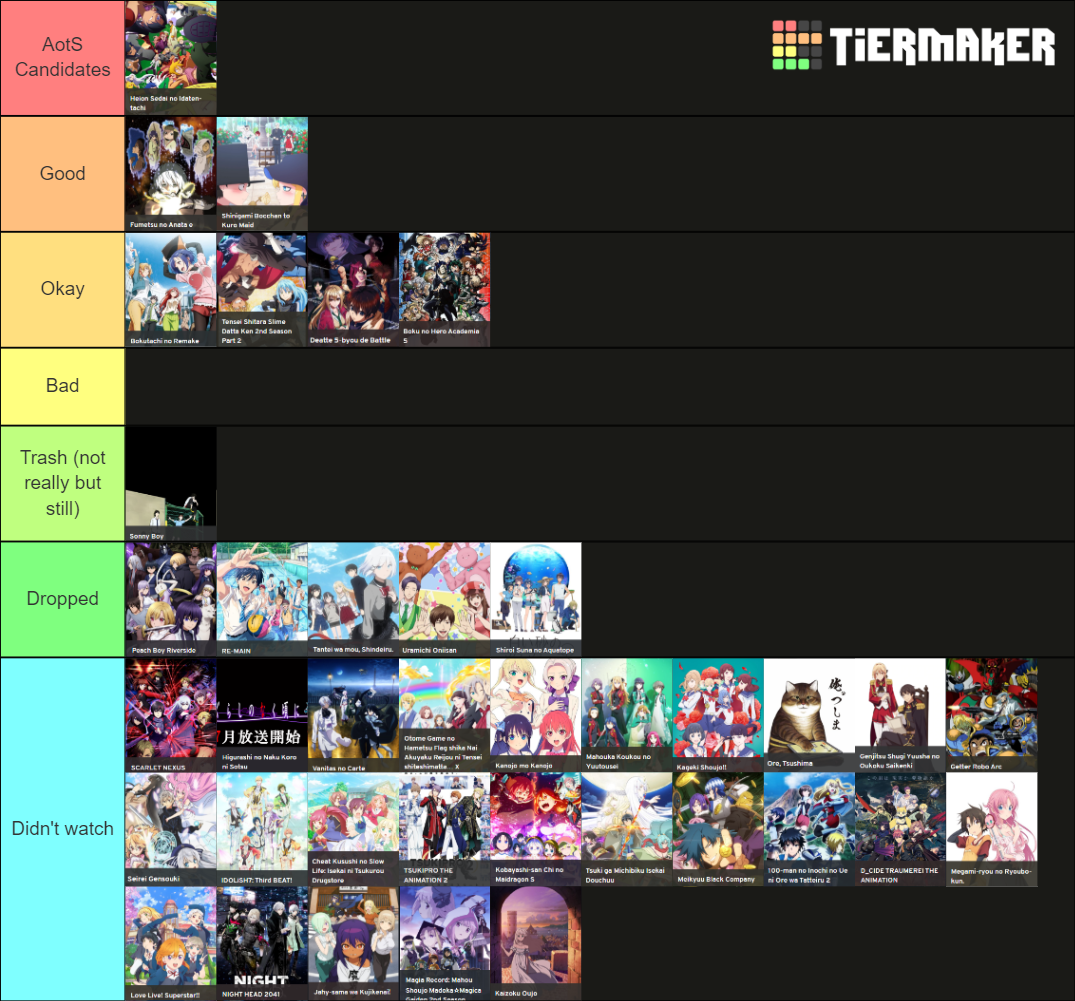 AotS
Candidates
Heion Sedai no Idaten-
tachi
TiERMAKER
Good
Fumetsu no Anata e
Shinigami Bocchan to
Kuro Maid
Okay
Bokutachi no Remake
Tensei Shitara Slime
Datta Ken 2nd Season
Part 2
Deatte 5-byou de Battle
Boku no Hero Academia
5
Bad
Trash (not
really but
still)
Sonny Boy
Dropped
Peach Boy Riverside
RE-MAIN
Tantei wa mou, Shindeiru.
Uramichi Oniisan
Shiroi Suna no Aquatope
Didn't watch
SCARLET NEXUS
月放送開始
Higurashi no Naku Koro
ni Sotsu
Vanitas no Carte
Otome Game no
Hametsu Flag shika Nai
Akuyaku Reijou ni Tensei
shiteshimatta... X
Kanojo mo Kanojo
Mahouka Koukou no
Yuutousei
Kageki Shoujo!!
俺、つしま
Oro, Tsushima
Genjitsu Shugi Yuusha no
Oukoku Saikenki
Getter Robo Arc
Seirei Gensouki
IDOLiSH7: Third BEAT!
Cheat Kusushi no Slow
Life: Isekai ni Tsukurou
Drugstore
TSUKIPRO THE
ANIMATION 2
Kobayashi-san Chi no
Maidragon S
Tsuki ga Michibiku Isekai
Douchuu
Meikyuu Black Company
100-man no Inochi no Ue
ni Ore wa Tatteiru 2
D_CIDE TRAUMEREI THE
ANIMATION
Megami-ryou no Ryoubo-
kun.
Love Live! Superstar!!
NIGHT
NIGHT HEAD 2041
Jahy-sama wa Kujikenai!
Magia Record: Mahou
Shoujo Madoka☆Magica
Gaiden 2nd Season
Kaizoku Oujo